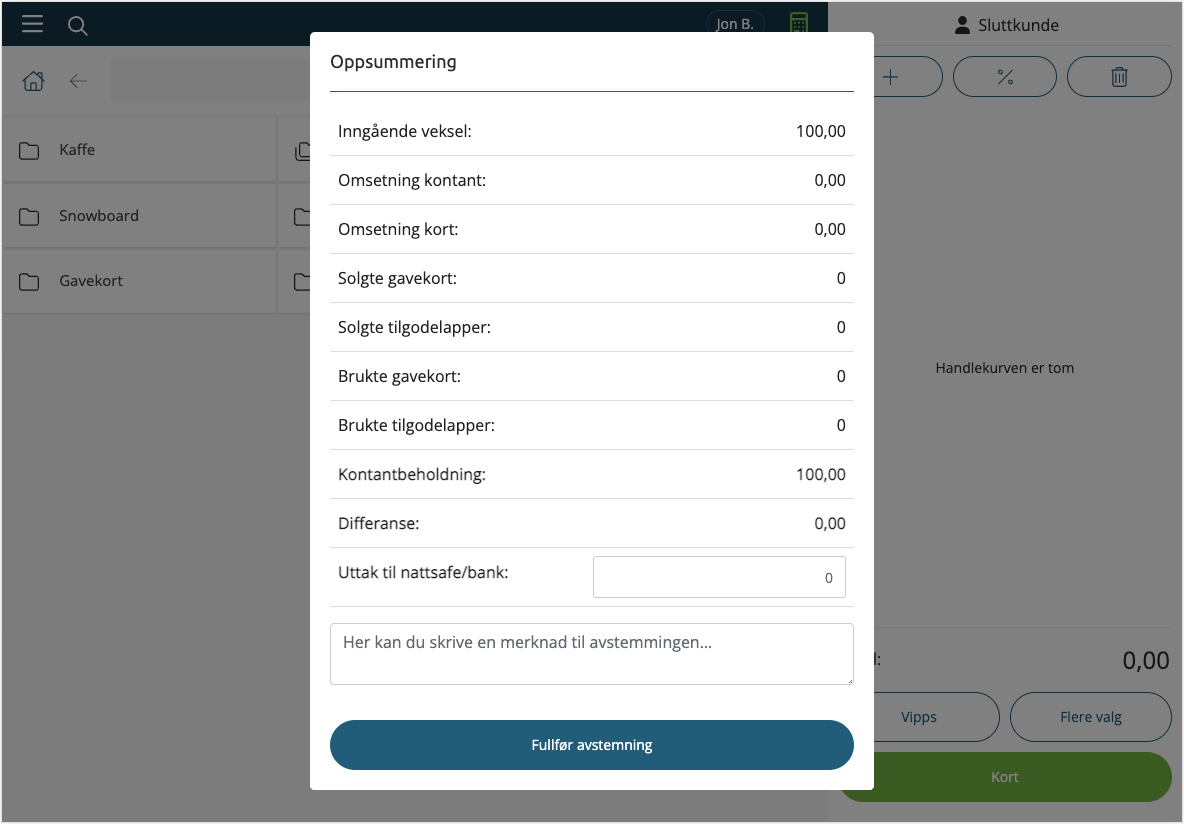 Jon B.
Sluttkunde
Oppsummering
Inngående veksel: 100,00
Kaffe
Omsetning kontant: 0,00
Snowboard
Omsetning kort: 0,00
Gavekort
Solgte gavekort: 0
Solgte tilgodelapper: 0
Brukte gavekort: 0
Handlekurven er tom
Brukte tilgodelapper: 0
Kontantbeholdning: 100,00
Differanse: 0,00
Uttak til nattsafe/bank: 0
Her kan du skrive en merknad til avstemmingen...
0,00
Vipps
Flere valg
Fullfør avstemning
Kort